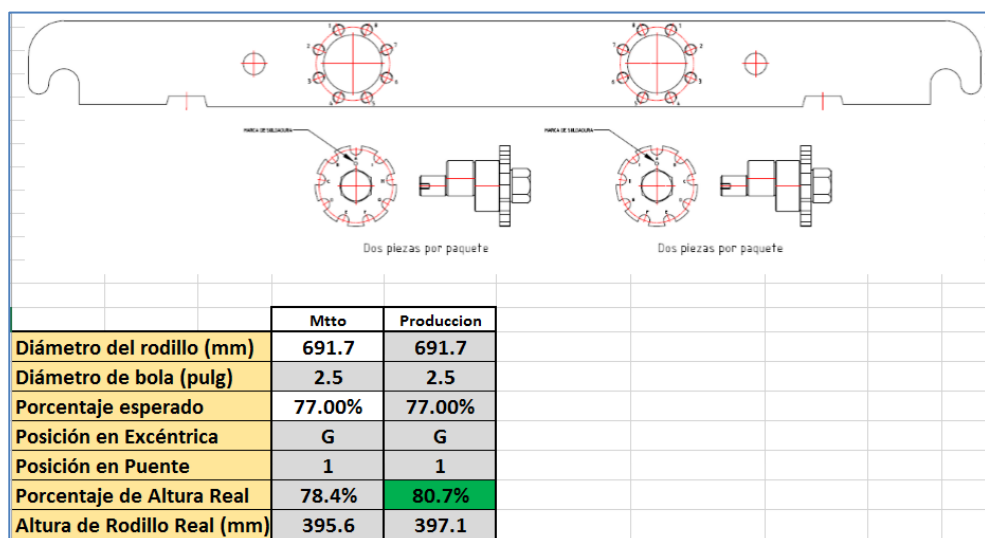 MARCA DE SOLDADURA
MARCA DE SOLDADURA
Dos piezas por paquete
Dos piezas por paquete
Mtto Produccion
Diámetro del rodillo (mm) 691.7 691.7
Diámetro de bola (pulg) 2.5 2.5
Porcentaje esperado 77.00% 77.00%
Posición en Excéntrica G G
Posición en Puente 1 1
Porcentaje de Altura Real 78.4% 80.7%
Altura de Rodillo Real (mm) 395.6 397.1